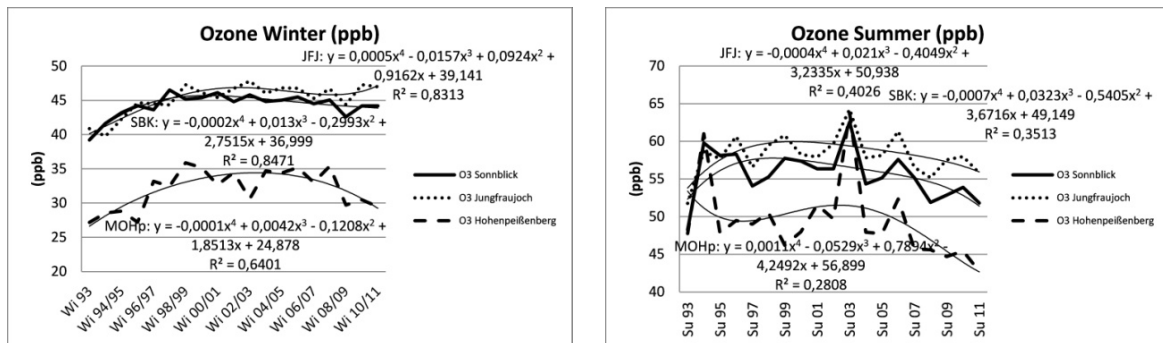 Ozone Winter (ppb)
JFJ: y = 0,0005x⁴ - 0,0157x³ + 0,0924x² +
0,9162x + 39,141
R² = 0,8313
50
45
40
35
30
25
20
(ppb)
SBK: y = -0,0002x⁴ + 0,013x³ - 0,2993x² +
2,7515x + 36,999
R² = 0,8471
MOHp: y = -0,0001x⁴ + 0,0042x³ - 0,1208x² +
1,8513x + 24,878
R² = 0,6401
O3 Sonnblick
O3 Jungfraujoch
O3 Hohenpeißenberg
Wi 93
Wi 94/95
Wi 96/97
Wi 98/99
Wi 00/01
Wi 02/03
Wi 04/05
Wi 06/07
Wi 08/09
Wi 10/11
Ozone Summer (ppb)
JFJ: y = -0,0004x⁴ + 0,021x³ - 0,4049x² +
3,2335x + 50,938
R² = 0,4026
SBK: y = -0,0007x⁴ + 0,0323x³ - 0,5405x² +
3,6716x + 49,149
R² = 0,3513
70
65
60
55
50
45
40
(ppb)
MOHp: y = 0,0011x⁴ - 0,0529x³ + 0,7894x² -
4,2492x + 56,899
R² = 0,2808
O3 Sonnblick
O3 Jungfraujoch
O3 Hohenpeißenberg
Su 93
Su 95
Su 97
Su 99
Su 01
Su 03
Su 05
Su 07
Su 09
Su 11